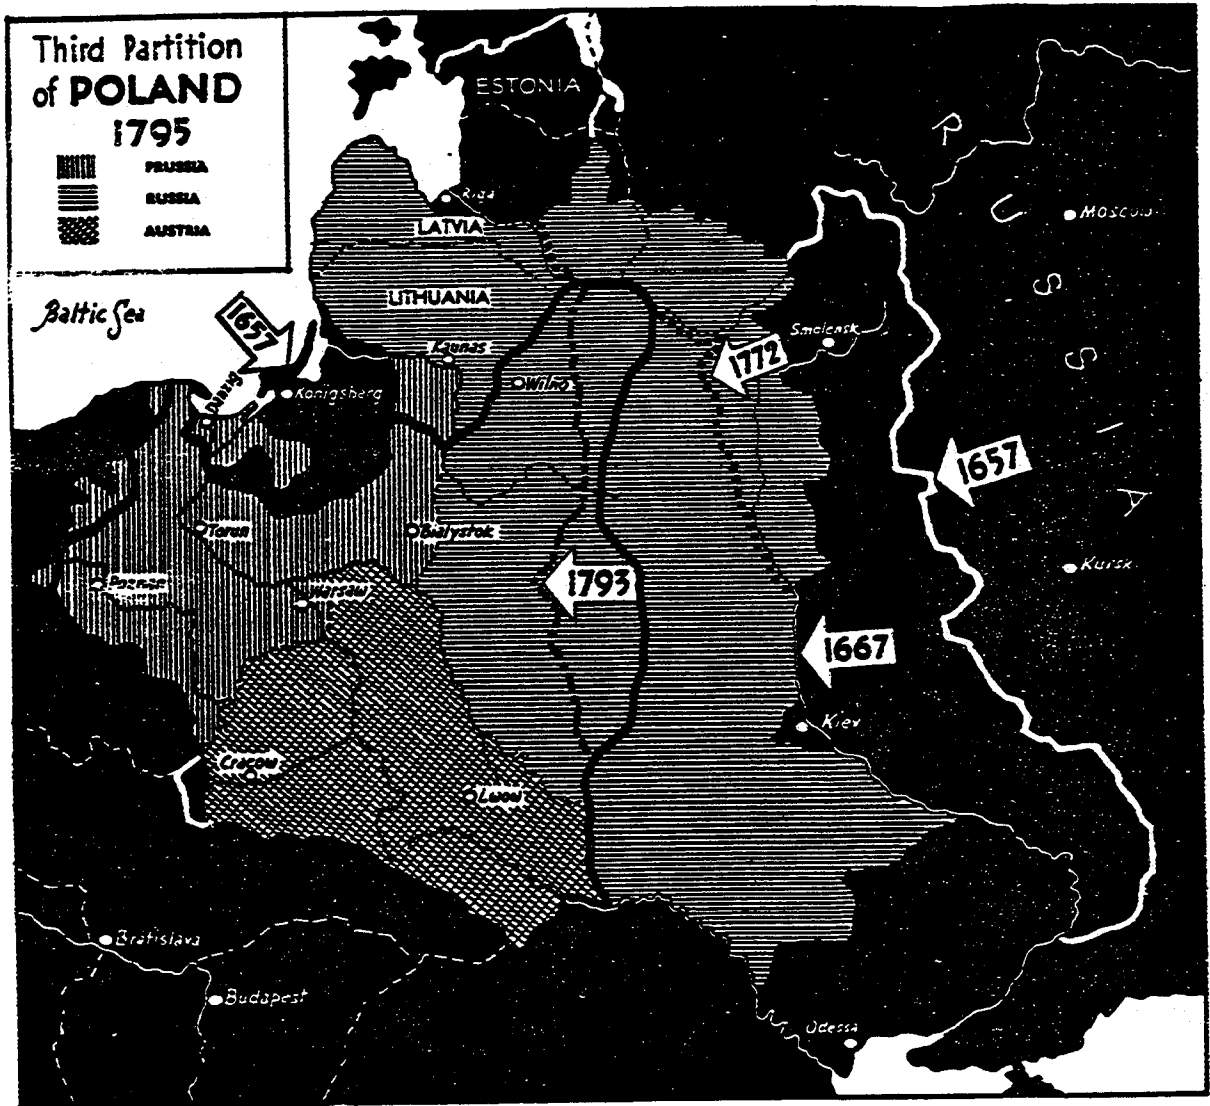 Third Partition
of POLAND
1795
PRUSSIA
RUSSIA
AUSTRIA
ESTONIA
RUSSIA
Riga
Moscow
LATVIA
LITHUANIA
Baltic Sea
1657
Smolensk
Kaunas
1772
Wilno
Danzig
Konigsberg
1657
Torun
Bialystok
Kursk
Poznan
Warsaw
1793
1667
Kiev
Cracow
Lwow
Bratislava
Budapest
Odessa